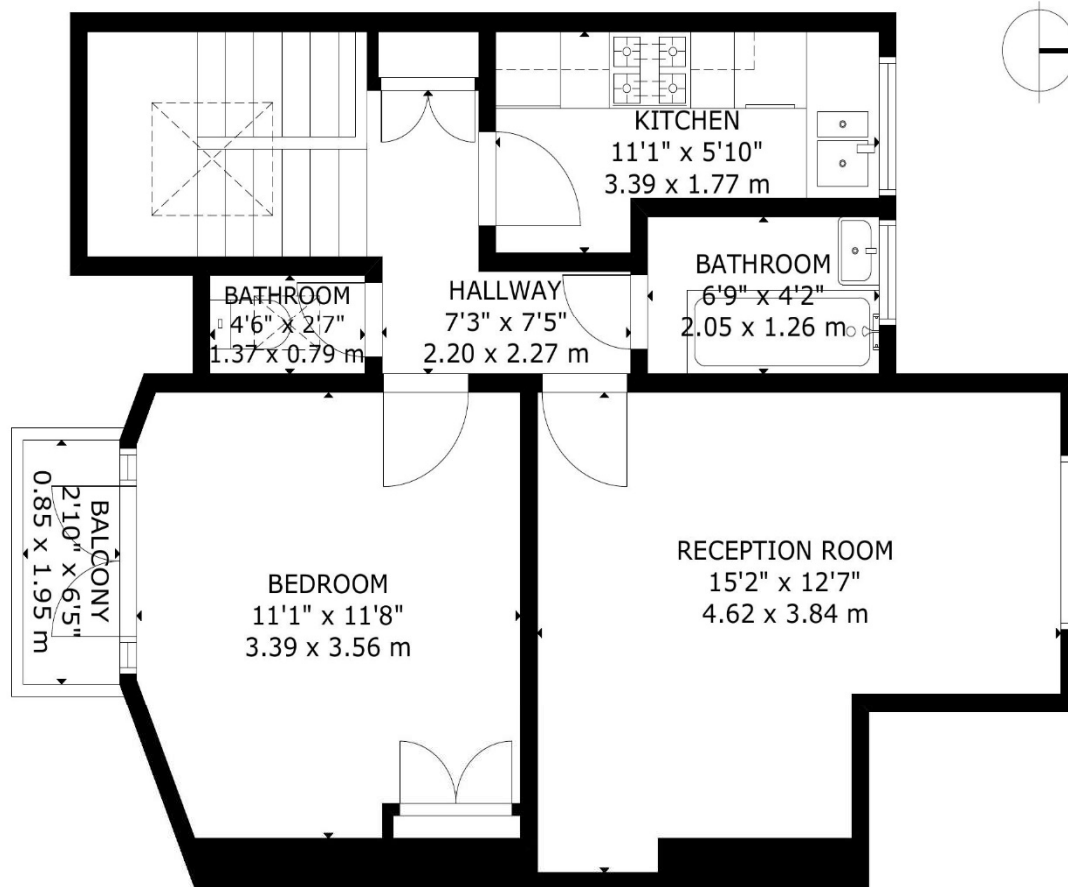 KITCHEN
11'1" x 5'10"
3.39 x 1.77 m
BATHROOM
6'9" x 4'2"
2.05 x 1.26 m
HALLWAY
7'3" x 7'5"
2.20 x 2.27 m
BATHROOM
4'6" x 2'7"
1.37 x 0.79 m
BALCONY
2'10" x 6'5"
0.85 x 1.95 m
BEDROOM
11'1" x 11'8"
3.39 x 3.56 m
RECEPTION ROOM
15'2" x 12'7"
4.62 x 3.84 m